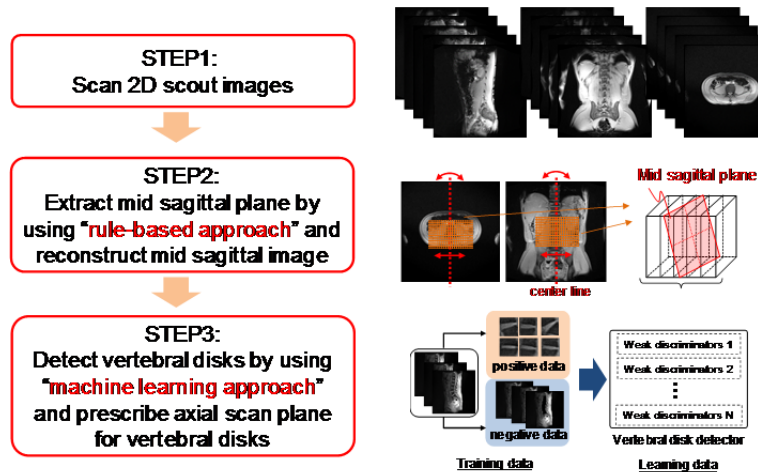 STEP1:
Scan 2D scout images
STEP2:
Extract mid sagittal plane by
using “rule-based approach” and
reconstruct mid sagittal image
Mid sagittal plane
center line
STEP3:
Detect vertebral disks by using
“machine learning approach”
and prescribe axial scan plane
for vertebral disks
positive data
negative data
Training data
Weak discriminators 1
Weak discriminators 2
Weak discriminators N
Vertebral disk detector
Learning data